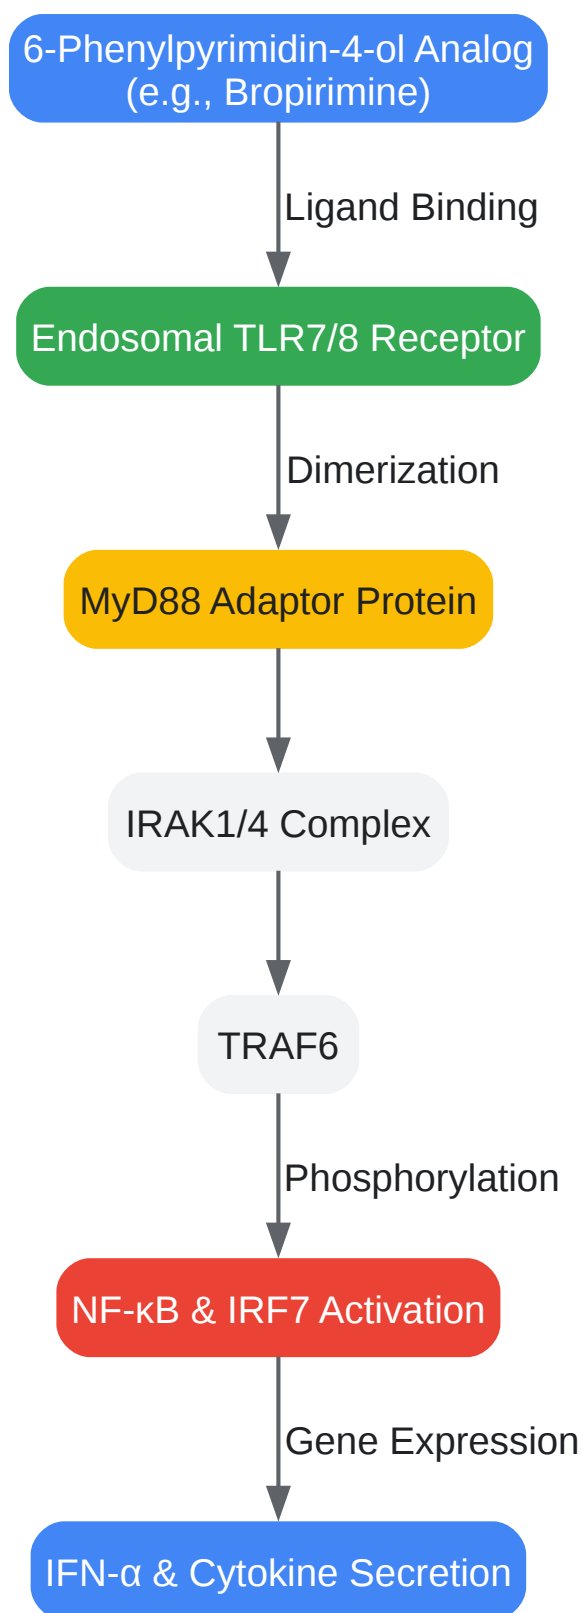 6-Phenylpyrimidin-4-ol Analog
(e.g., Bropirimine)
Ligand Binding
Endosomal TLR7/8 Receptor
Dimerization
MyD88 Adaptor Protein
IRAK1/4 Complex
TRAF6
Phosphorylation
NF-κB & IRF7 Activation
Gene Expression
IFN-α & Cytokine Secretion